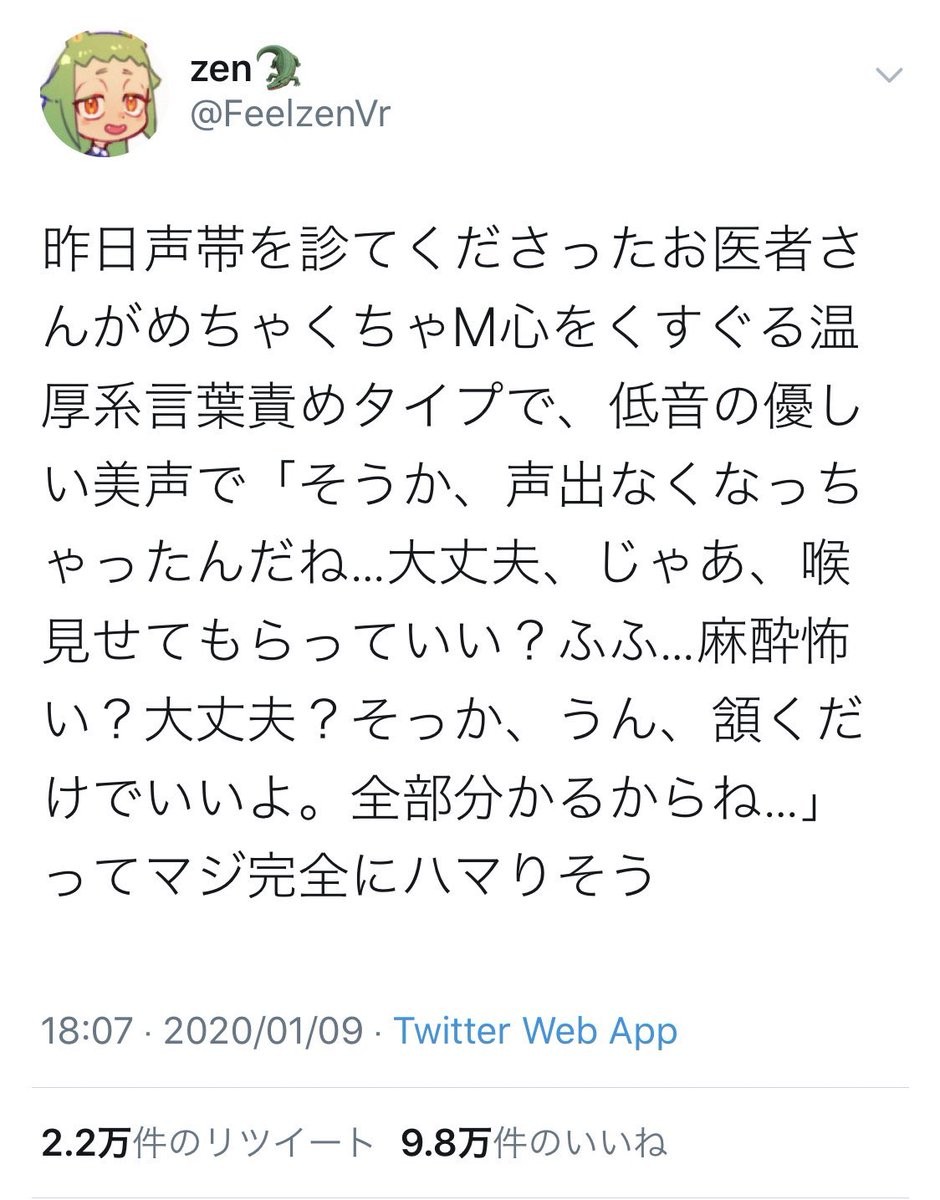 zen🐊
@FeelzenVr
昨日声帯を診てくださったお医者さ
んがめちゃくちゃM心をくすぐる温
厚系言葉責めタイプで、低音の優し
い美声で「そうか、声出なくなっち
ゃったんだね...大丈夫、じゃあ、喉
見せてもらっていい？ふふ...麻酔怖
い？大丈夫？そっか、うん、頷くだ
けでいいよ。全部分かるからね...」
ってマジ完全にハマりそう
18:07 · 2020/01/09 · Twitter Web App
2.2万件のリツイート 9.8万件のいいね